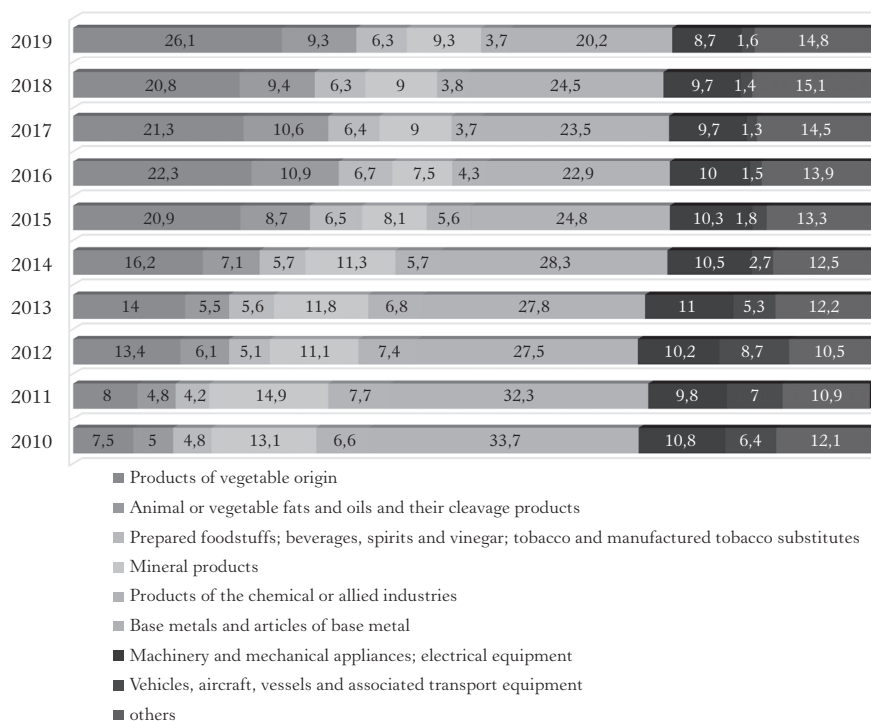 2019 26,1 9,3 6,3 9,3 3,7 20,2 8,7 1,6 14,8
2018 20,8 9,4 6,3 9 3,8 24,5 9,7 1,4 15,1
2017 21,3 10,6 6,4 9 3,7 23,5 9,7 1,3 14,5
2016 22,3 10,9 6,7 7,5 4,3 22,9 10 1,5 13,9
2015 20,9 8,7 6,5 8,1 5,6 24,8 10,3 1,8 13,3
2014 16,2 7,1 5,7 11,3 5,7 28,3 10,5 2,7 12,5
2013 14 5,5 5,6 11,8 6,8 27,8 11 5,3 12,2
2012 13,4 6,1 5,1 11,1 7,4 27,5 10,2 8,7 10,5
2011 8 4,8 4,2 14,9 7,7 32,3 9,8 7 10,9
2010 7,5 5 4,8 13,1 6,6 33,7 10,8 6,4 12,1
Products of vegetable origin
Animal or vegetable fats and oils and their cleavage products
Prepared foodstuffs; beverages, spirits and vinegar; tobacco and manufactured tobacco substitutes
Mineral products
Products of the chemical or allied industries
Base metals and articles of base metal
Machinery and mechanical appliances; electrical equipment
Vehicles, aircraft, vessels and associated transport equipment
others